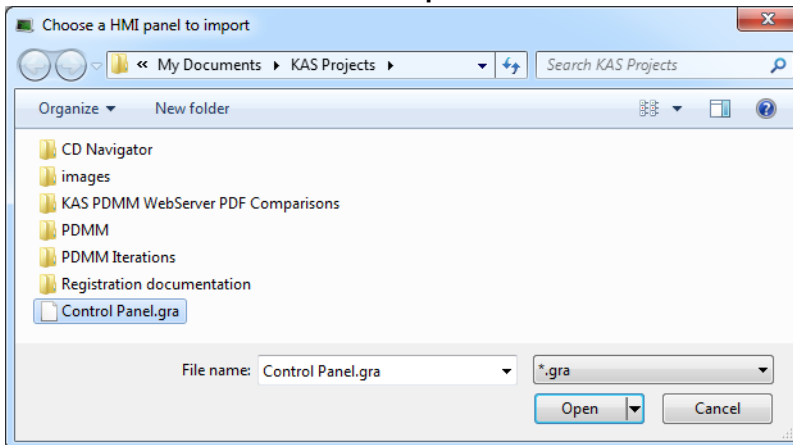 Choose a HMI panel to import
« My Documents KAS Projects
Search KAS Projects
Organize New folder
CD Navigator
images
KAS PDMM WebServer PDF Comparisons
PDMM
PDMM Iterations
Registration documentation
Control Panel.gra
File name: Control Panel.gra *.gra
Open Cancel